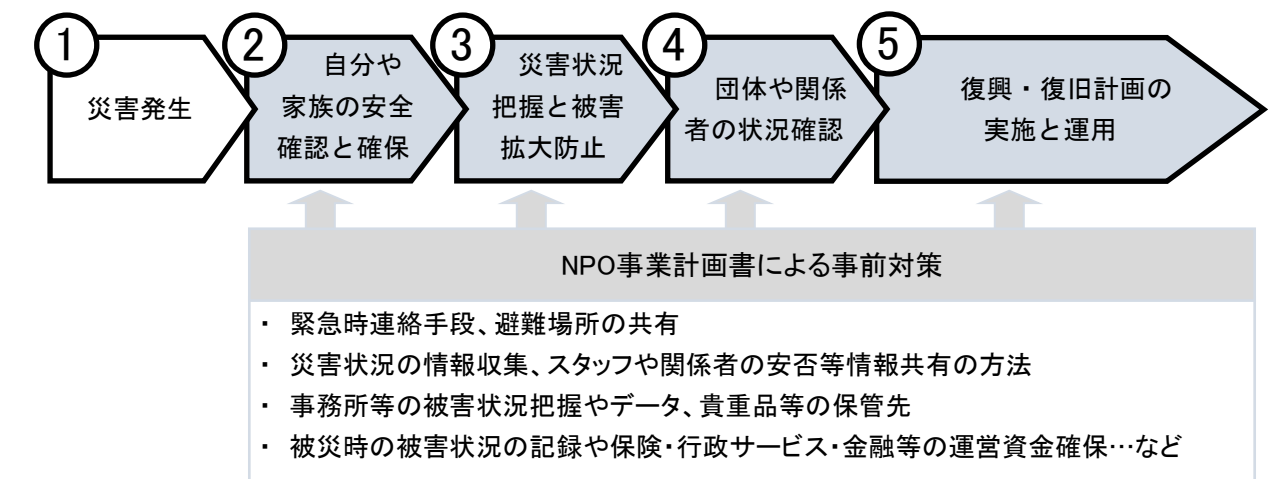 1
災害発生
2
自分や
家族の安全
確認と確保
3
災害状況
把握と被害
拡大防止
4
団体や関係
者の状況確認
5
復興・復旧計画の
実施と運用
NPO事業計画書による事前対策
・ 緊急時連絡手段、避難場所の共有
・ 災害状況の情報収集、スタッフや関係者の安否等情報共有の方法
・ 事務所等の被害状況把握やデータ、貴重品等の保管先
・ 被災時の被害状況の記録や保険・行政サービス・金融等の運営資金確保…など